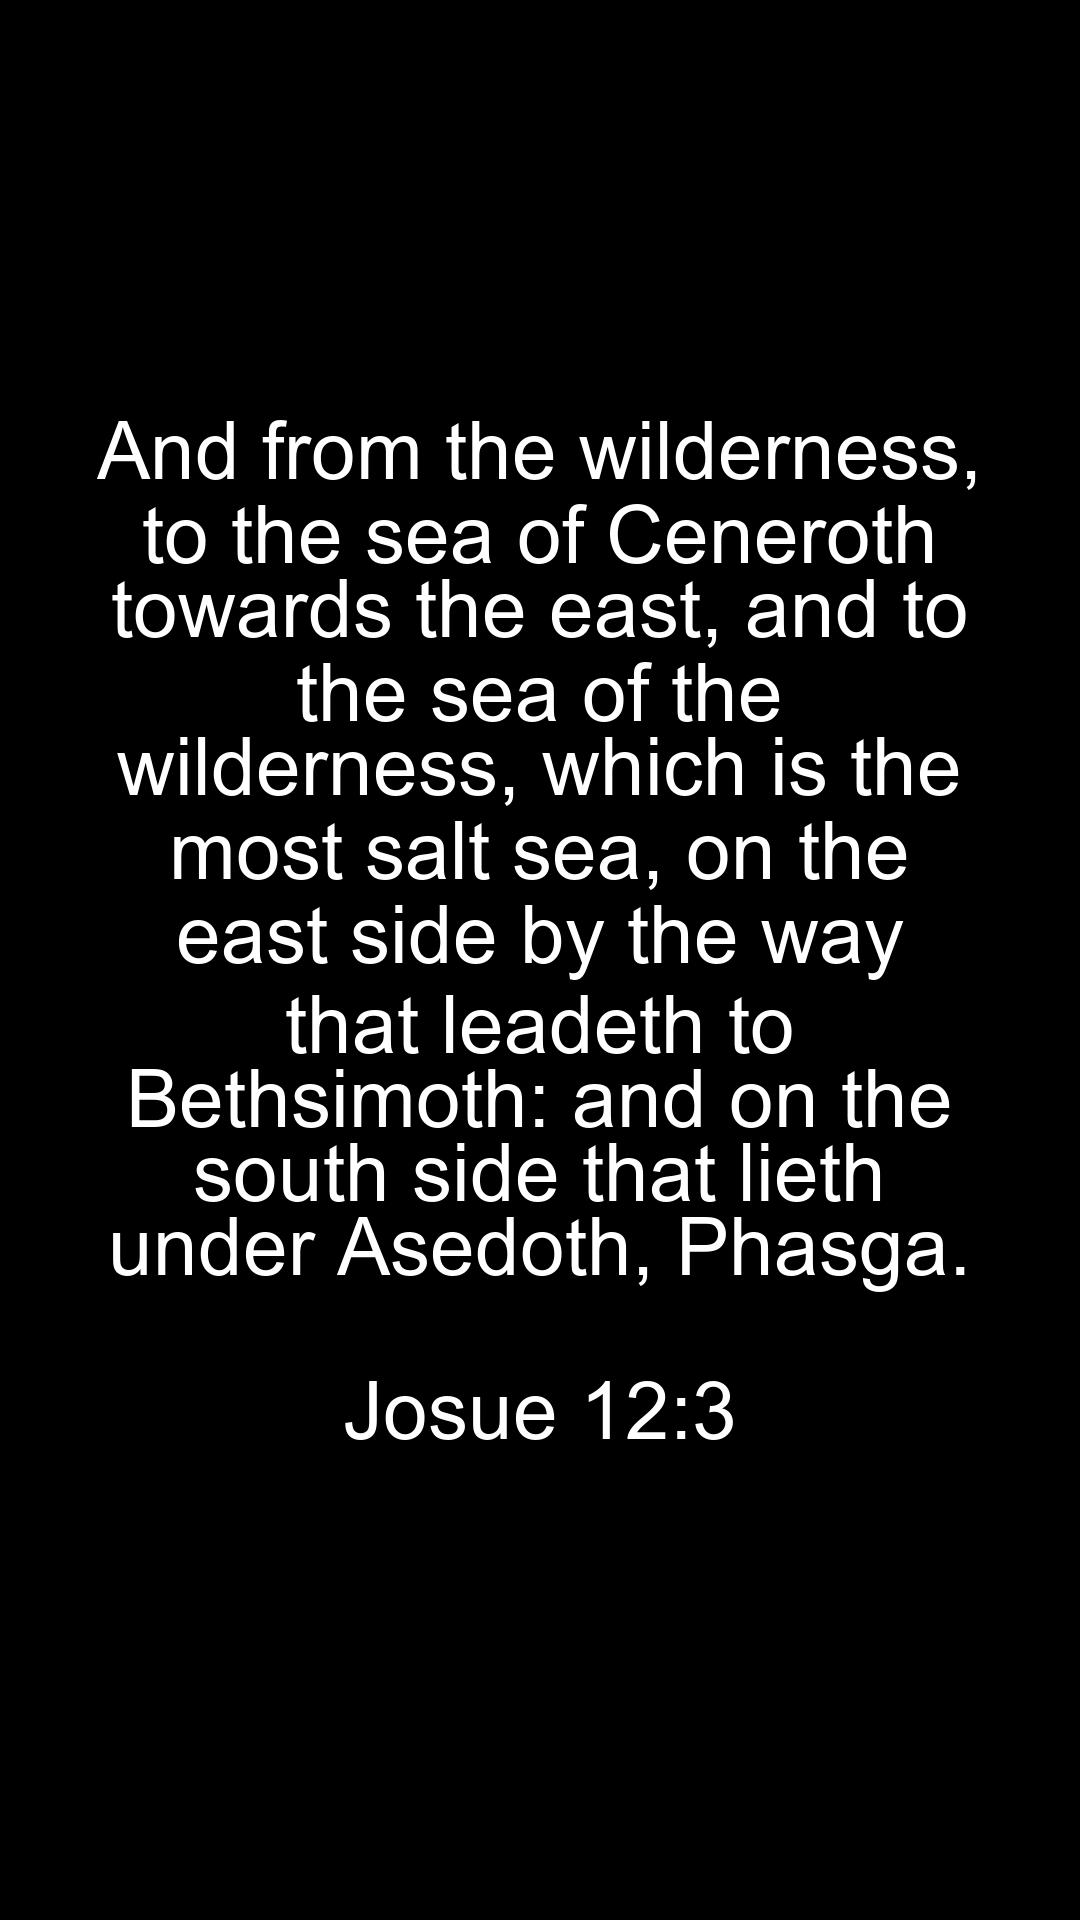 And from the wilderness,
to the sea of Ceneroth
towards the east, and to
the sea of the
wilderness, which is the
most salt sea, on the
east side by the way
that leadeth to
Bethsimoth: and on the
south side that lieth
under Asedoth, Phasga.
Josue 12:3